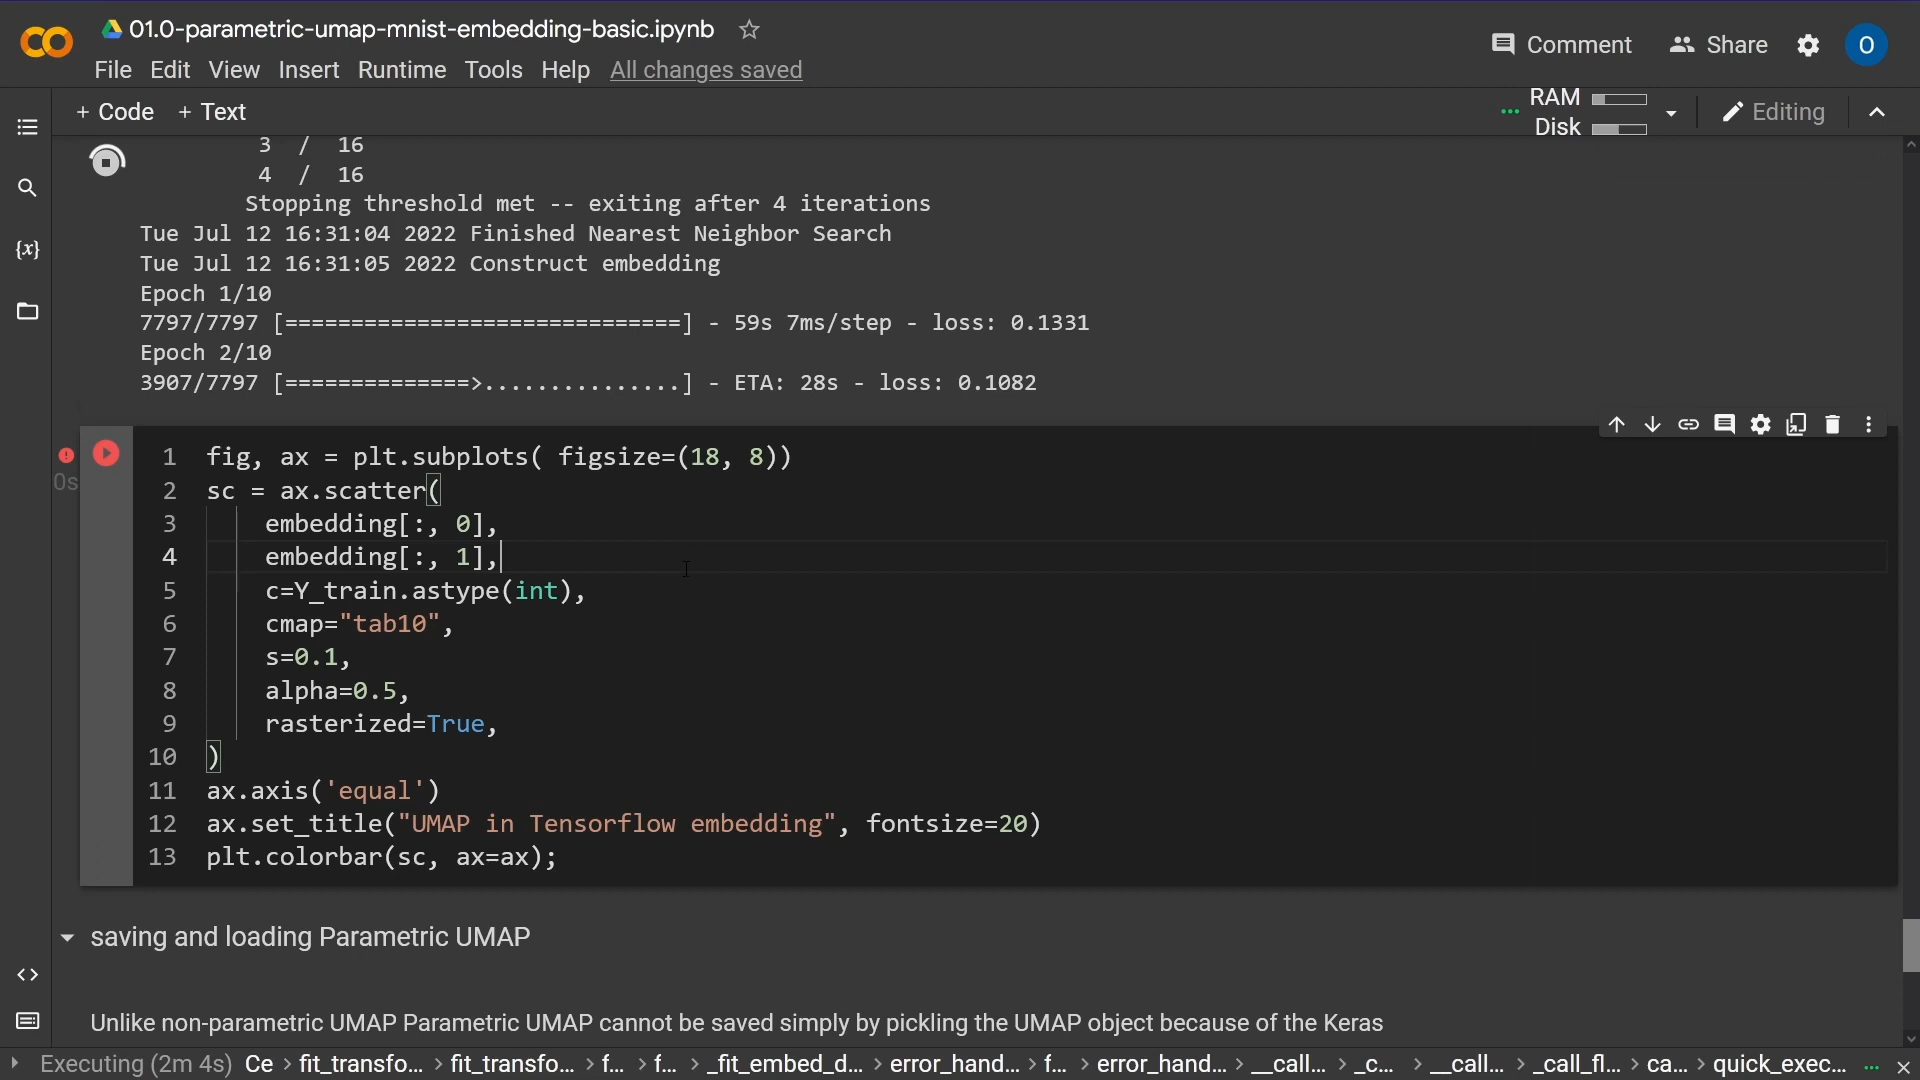 01.0-parametric-umap-mnist-embedding-basic.ipynb
Comment
Share
O
File Edit View Insert Runtime Tools Help All changes saved
+ Code + Text
RAM
Disk
Editing
{x}
3 / 16
4 / 16
Stopping threshold met -- exiting after 4 iterations
Tue Jul 12 16:31:04 2022 Finished Nearest Neighbor Search
Tue Jul 12 16:31:05 2022 Construct embedding
Epoch 1/10
7797/7797 [==============================] - 59s 7ms/step - loss: 0.1331
Epoch 2/10
3907/7797 [==============>...............] - ETA: 28s - loss: 0.1082
0s
1 fig, ax = plt.subplots( figsize=(18, 8))
2 sc = ax.scatter(
3 embedding[:, 0],
4 embedding[:, 1],
5 c=Y_train.astype(int),
6 cmap="tab10",
7 s=0.1,
8 alpha=0.5,
9 rasterized=True,
10 )
11 ax.axis('equal')
12 ax.set_title("UMAP in Tensorflow embedding", fontsize=20)
13 plt.colorbar(sc, ax=ax);
saving and loading Parametric UMAP
Unlike non-parametric UMAP Parametric UMAP cannot be saved simply by pickling the UMAP object because of the Keras
Executing (2m 4s) Ce > fit_transfo... > fit_transfo... > f... > f... > _fit_embed_d... > error_hand... > f... > error_hand... > __call... > _c... > __call... > _call_fl... > ca... > quick_exec...